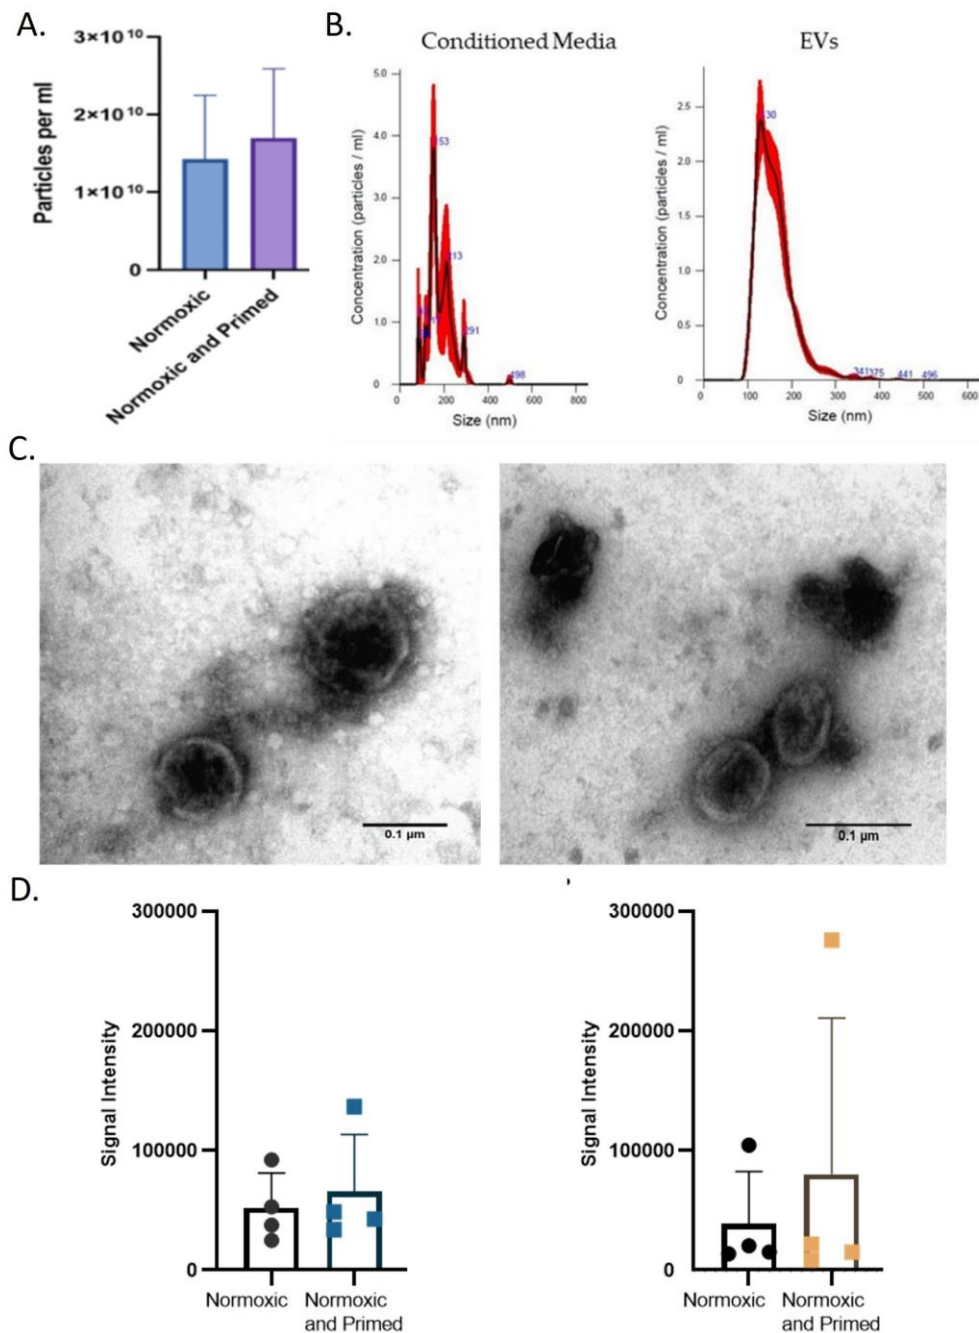 A.
3×10¹⁰
2×10¹⁰
1×10¹⁰
0
Particles per ml
Normoxic
Normoxic and Primed
B.
Conditioned Media
5.0
4.0
3.0
2.0
1.0
0
Concentration (particles / ml)
153
213
291
498
0 200 400 600 800
Size (nm)
EVs
2.5
2.0
1.5
1.0
0.5
0
Concentration (particles / ml)
130
341 375 441 496
0 100 200 300 400 500 600
Size (nm)
C.
0.1 µm
0.1 µm
D.
300000
200000
100000
0
Signal Intensity
Normoxic
Normoxic
and Primed
300000
200000
100000
0
Signal Intensity
Normoxic
Normoxic
and Primed